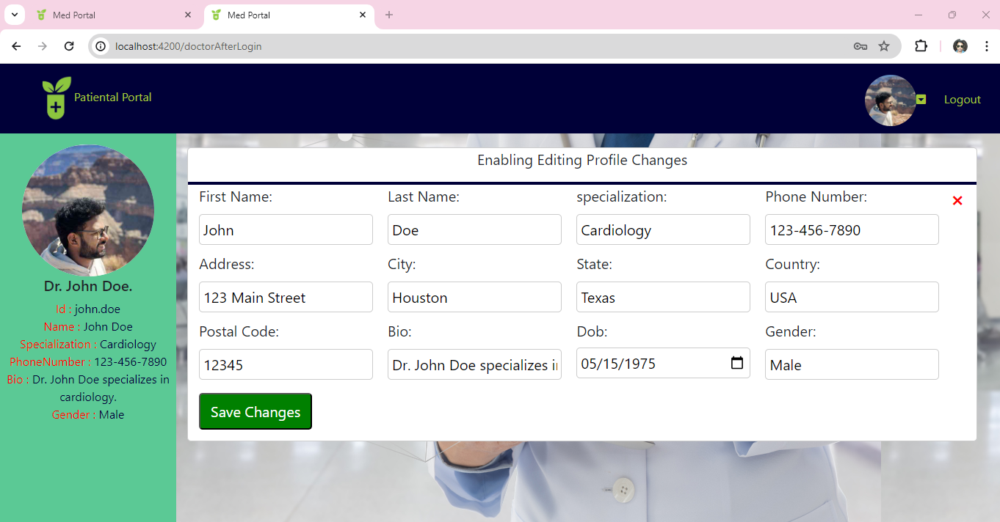 Med Portal
Med Portal
localhost:4200/doctorAfterLogin
Patiental Portal
Logout
Dr. John Doe.
Id : john.doe
Name : John Doe
Specialization : Cardiology
PhoneNumber : 123-456-7890
Bio : Dr. John Doe specializes in
cardiology.
Gender : Male
Enabling Editing Profile Changes
First Name: Last Name: specialization: Phone Number:
John Doe Cardiology 123-456-7890
Address: City: State: Country:
123 Main Street Houston Texas USA
Postal Code: Bio: Dob: Gender:
12345 Dr. John Doe specializes 05/15/1975 Male
Save Changes